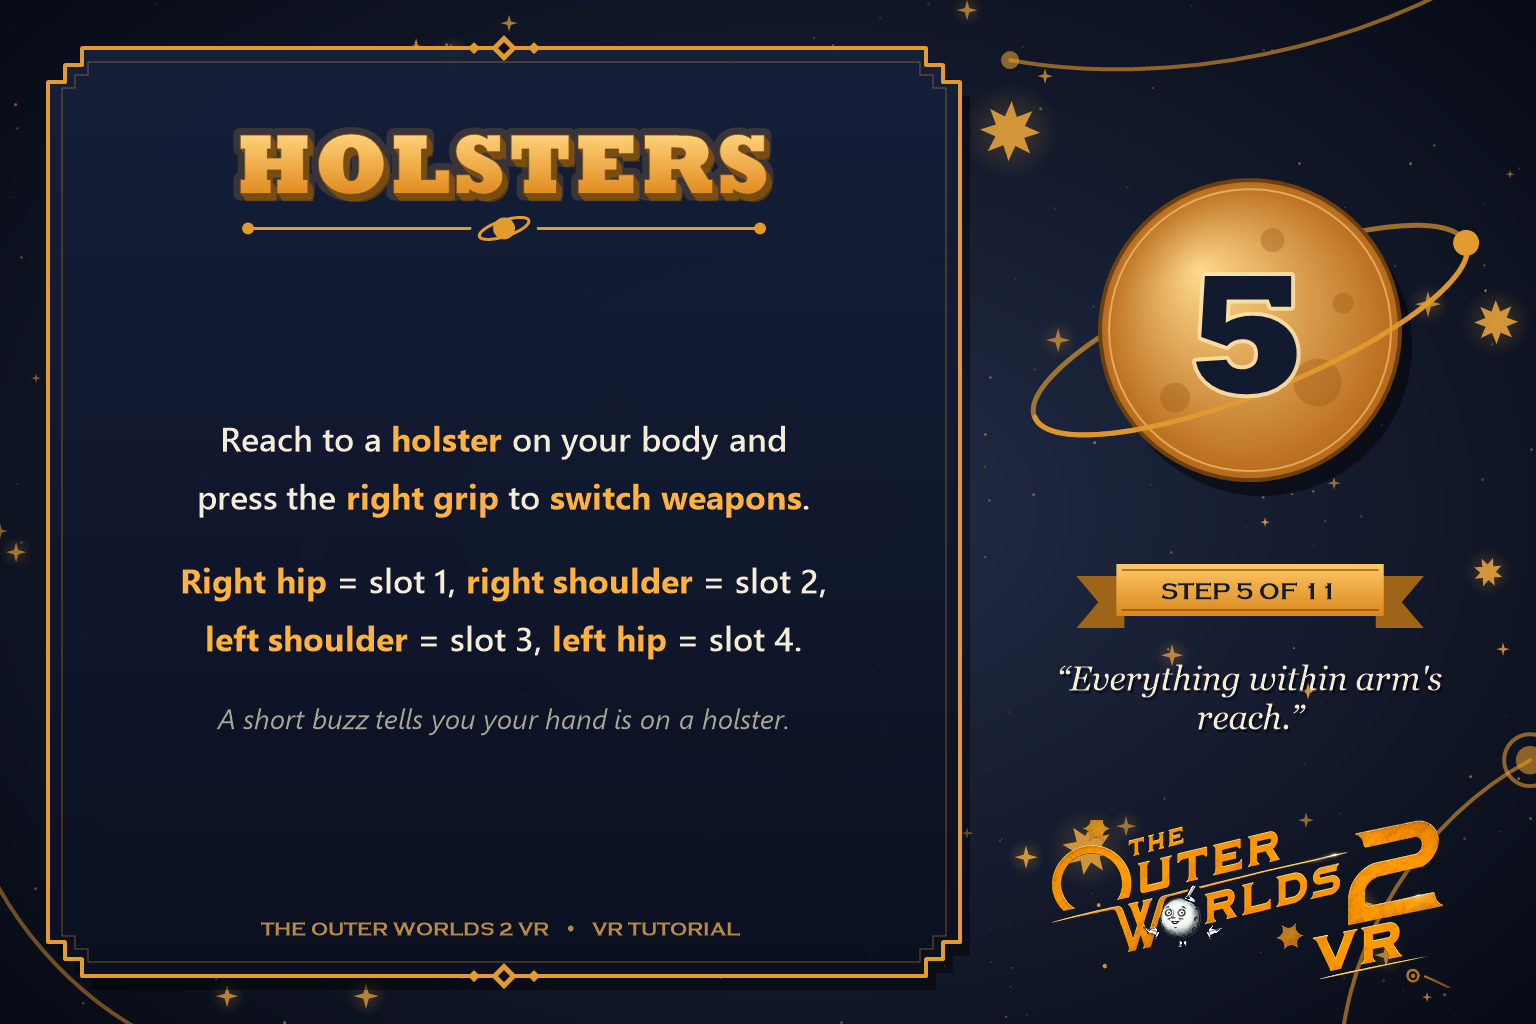 HOLSTERS
Reach to a holster on your body and
press the right grip to switch weapons.
Right hip = slot 1, right shoulder = slot 2,
left shoulder = slot 3, left hip = slot 4.
A short buzz tells you your hand is on a holster.
THE OUTER WORLDS 2 VR • VR TUTORIAL
5
STEP 5 OF 11
“Everything within arm's
reach.”
THE
OUTER
WORLDS 2
VR